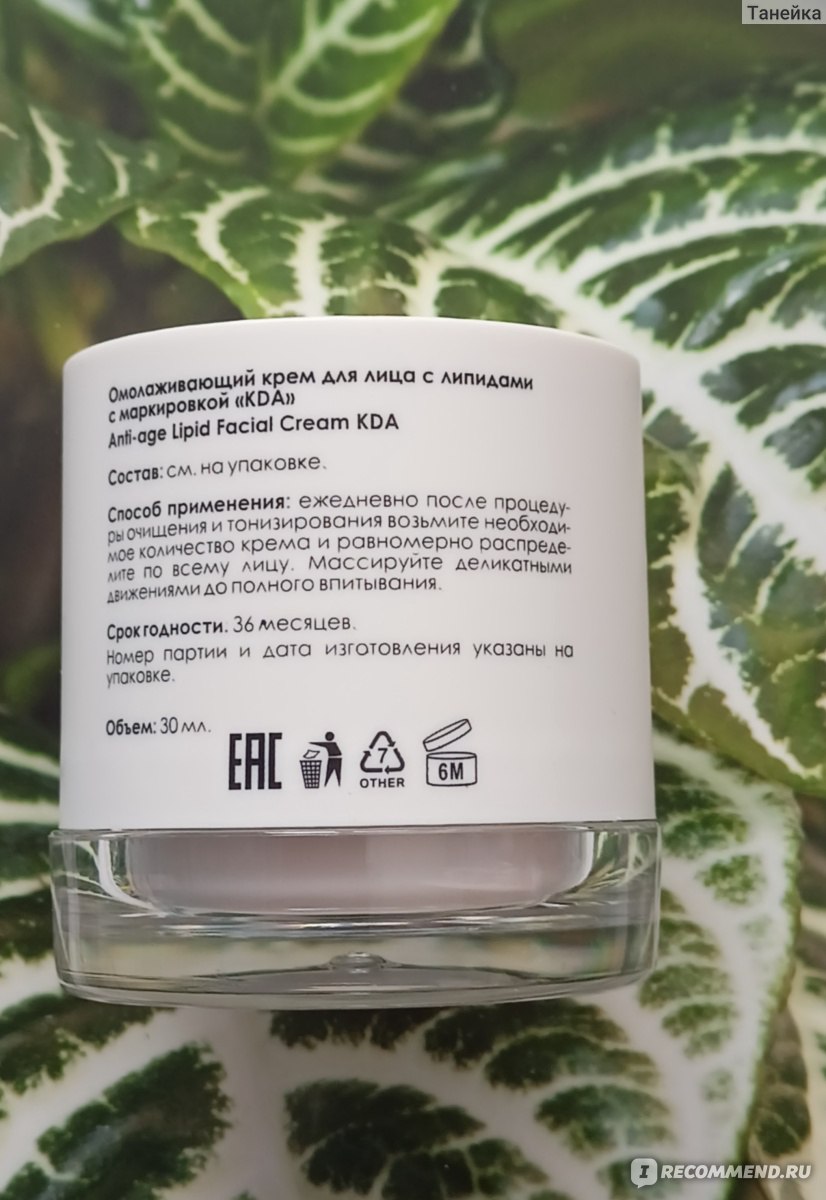 Танейка
Омолаживающий крем для лица с липидами
с маркировкой «KDA»
Anti-age Lipid Facial Cream KDA
Состав: см. на упаковке.
Способ применения: ежедневно после процеду-
ры очищения и тонизирования возьмите необходи-
мое количество крема и равномерно распреде-
лите по всему лицу. Массируйте деликатными
движениями до полного впитывания.
Срок годности. 36 месяцев.
Номер партии и дата изготовления указаны на
упаковке.
Объем: 30 мл.
EAC
7
OTHER
6M
IRECOMMEND.RU